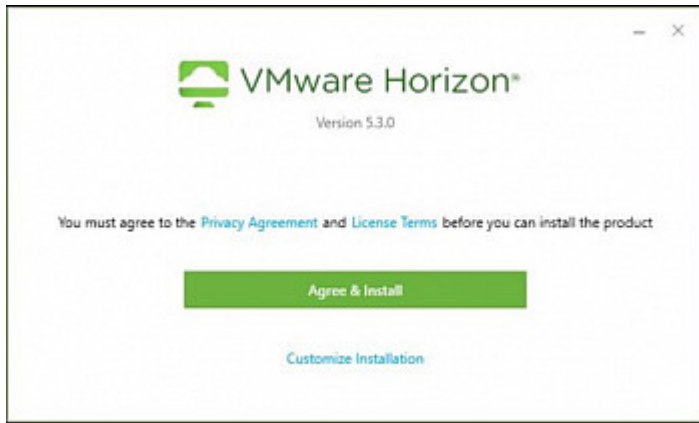 VMware Horizon®
Version 5.3.0
You must agree to the Privacy Agreement and License Terms before you can install the product
Agree & Install
Customize Installation